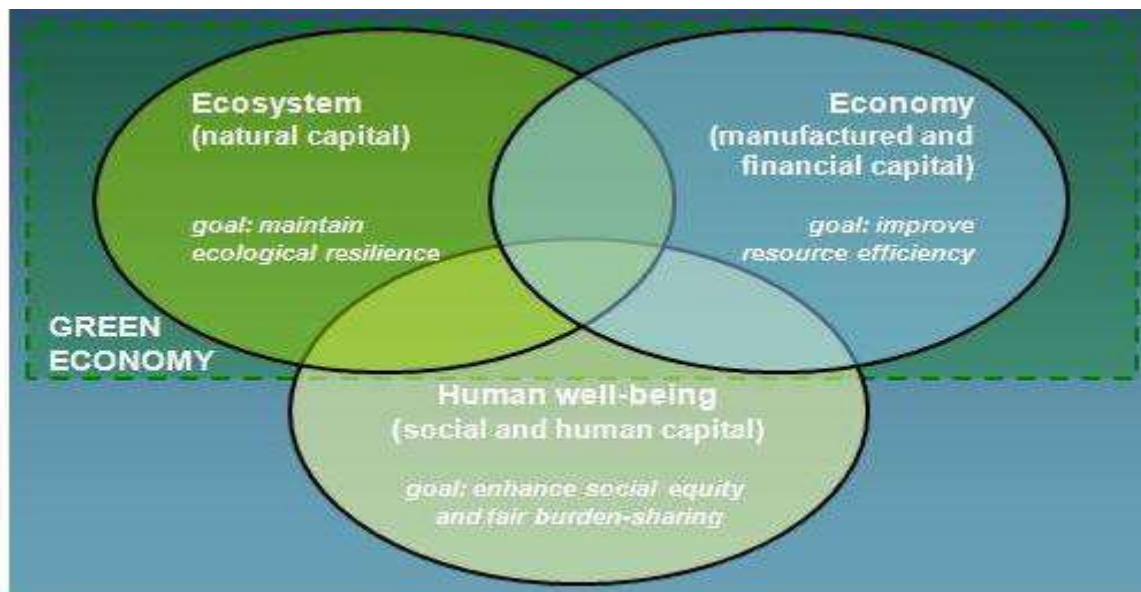 Ecosystem
(natural capital)
goal: maintain
ecological resilience
Economy
(manufactured and
financial capital)
goal: improve
resource efficiency
GREEN
ECONOMY
Human well-being
(social and human capital)
goal: enhance social equity
and fair burden-sharing